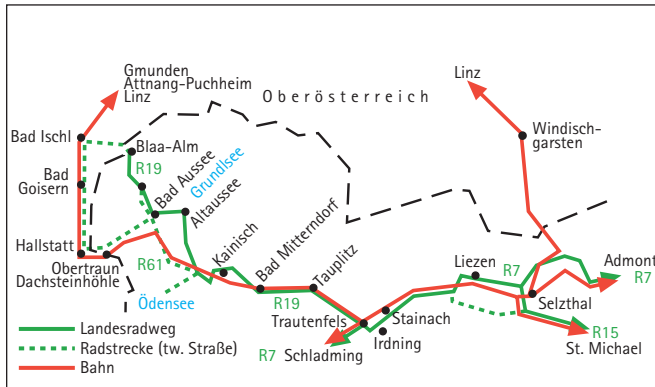 Gmunden
Attnang-Puchheim
Linz
Oberösterreich
Linz
Bad Ischl
Blaa-Alm
Windisch-
garsten
R19
Bad
Goisern
Bad Aussee
Grundlsee
Altaussee
Hallstatt
Obertraun
Dachsteinhöhle
R61
Kainisch
Bad Mitterndorf
Tauplitz
Liezen
R7
Admont
R7
Ödensee
R19
Selzthal
Landesradweg
Trautenfels
Stainach
Radstrecke (tw. Straße)
Irdning
R15
Bahn
R7 Schladming
St. Michael